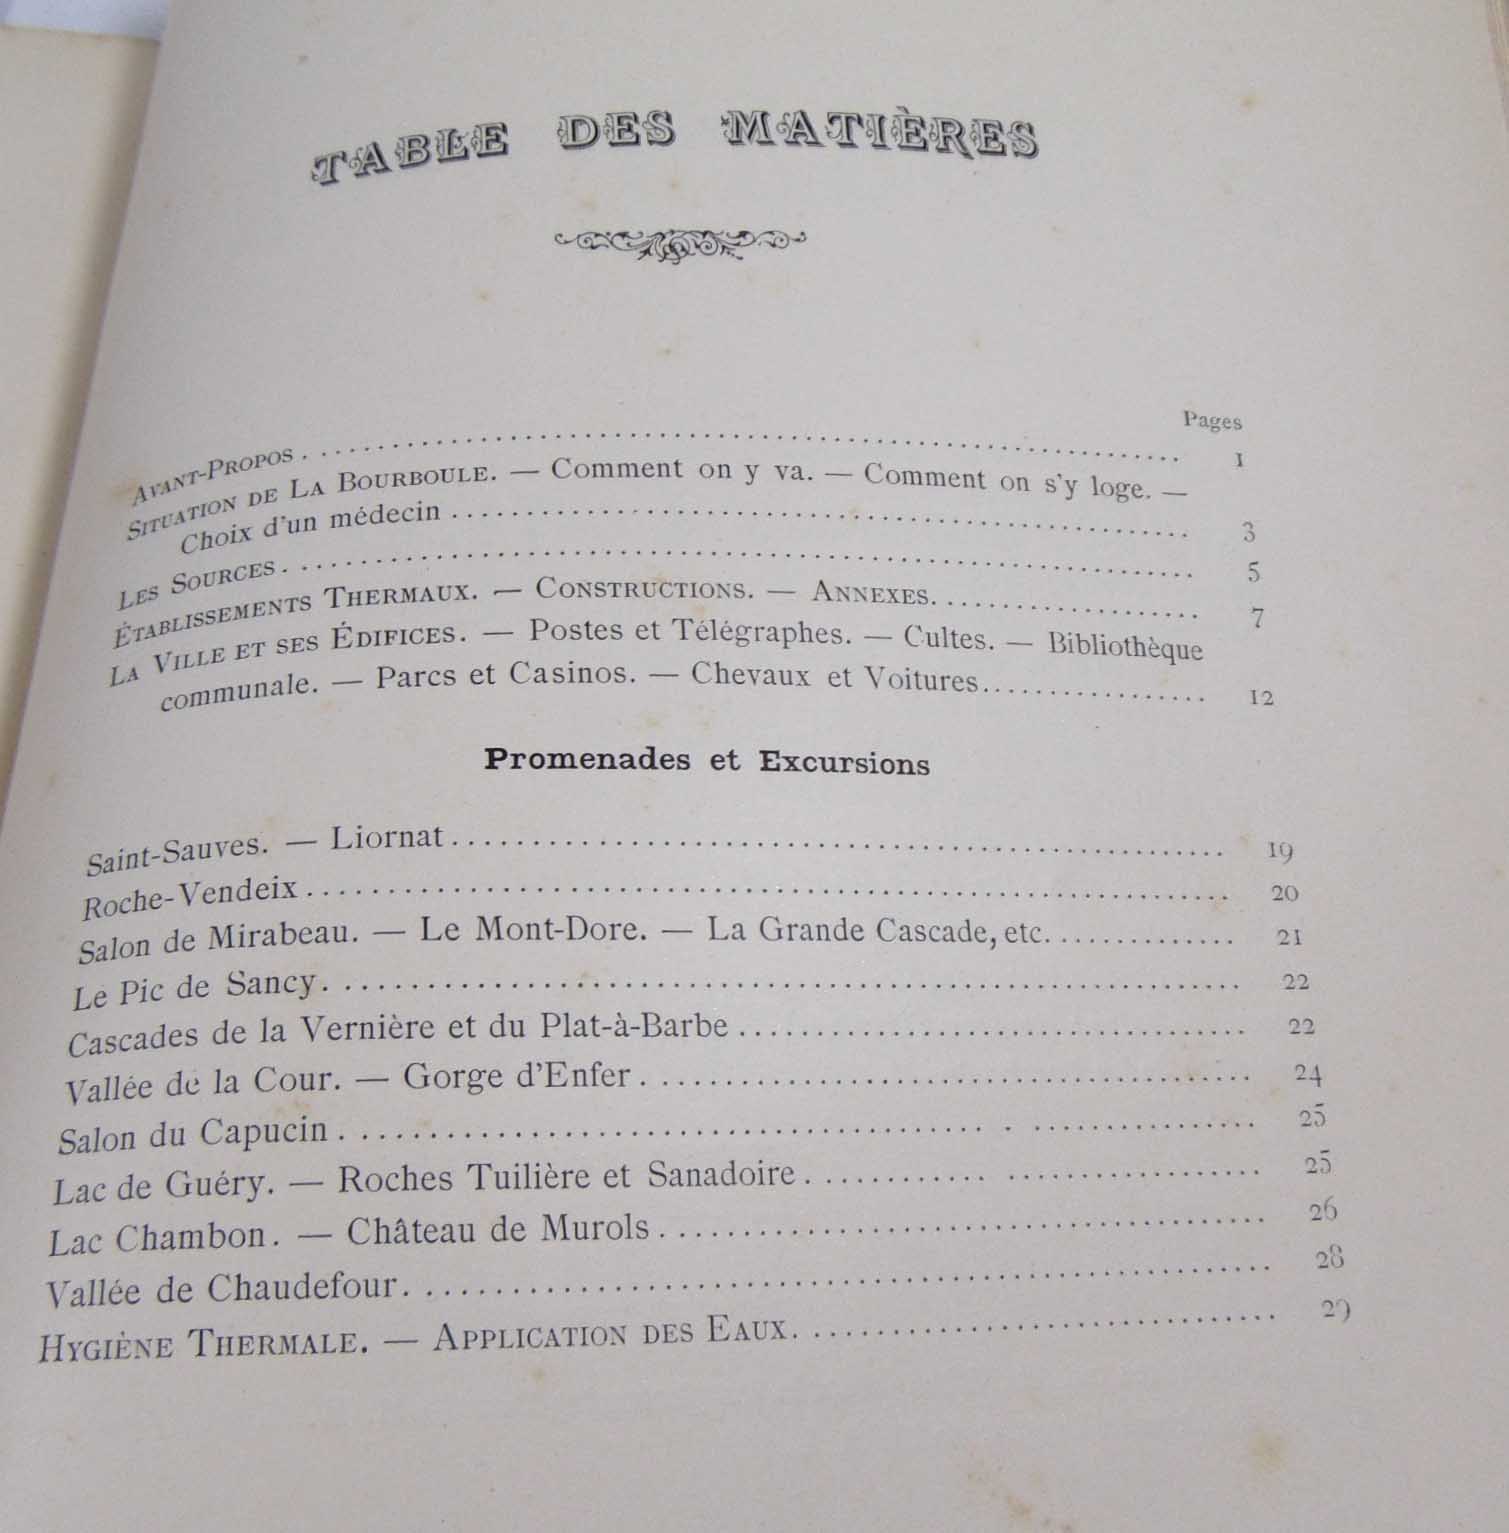 TABLE DES MATIÈRES
Pages
AVANT-PROPOS . . . . . . . . . . . . . . . . . . . . 1
SITUATION DE LA BOURBOULE. — Comment on y va. — Comment on s'y loge. —
Choix d'un médecin . . . . . . . . . . . . . . . . . . . . 3
LES SOURCES . . . . . . . . . . . . . . . . . . . . 5
ÉTABLISSEMENTS THERMAUX. — CONSTRUCTIONS. — ANNEXES. . . . . . . . . . . . . 7
LA VILLE ET SES ÉDIFICES. — Postes et Télégraphes. — Cultes. — Bibliothèque
communale. — Parcs et Casinos. — Chevaux et Voitures. . . . . . . . . . . . 12
Promenades et Excursions
Saint-Sauves. — Liornat . . . . . . . . . . . . . . . . . . . . 19
Roche-Vendeix . . . . . . . . . . . . . . . . . . . . 20
Salon de Mirabeau. — Le Mont-Dore. — La Grande Cascade, etc. . . . . . . . . . 21
Le Pic de Sancy. . . . . . . . . . . . . . . . . . . . 22
Cascades de la Vernière et du Plat-à-Barbe . . . . . . . . . . . . . . . . 22
Vallée de la Cour. — Gorge d'Enfer . . . . . . . . . . . . . . . . . . 24
Salon du Capucin . . . . . . . . . . . . . . . . . . . . 25
Lac de Guéry. — Roches Tuilière et Sanadoire . . . . . . . . . . . . . . . 25
Lac Chambon. — Château de Murols . . . . . . . . . . . . . . . . . . 26
Vallée de Chaudefour. . . . . . . . . . . . . . . . . . . . 28
HYGIÈNE THERMALE. — APPLICATION DES EAUX. . . . . . . . . . . . . . . 29